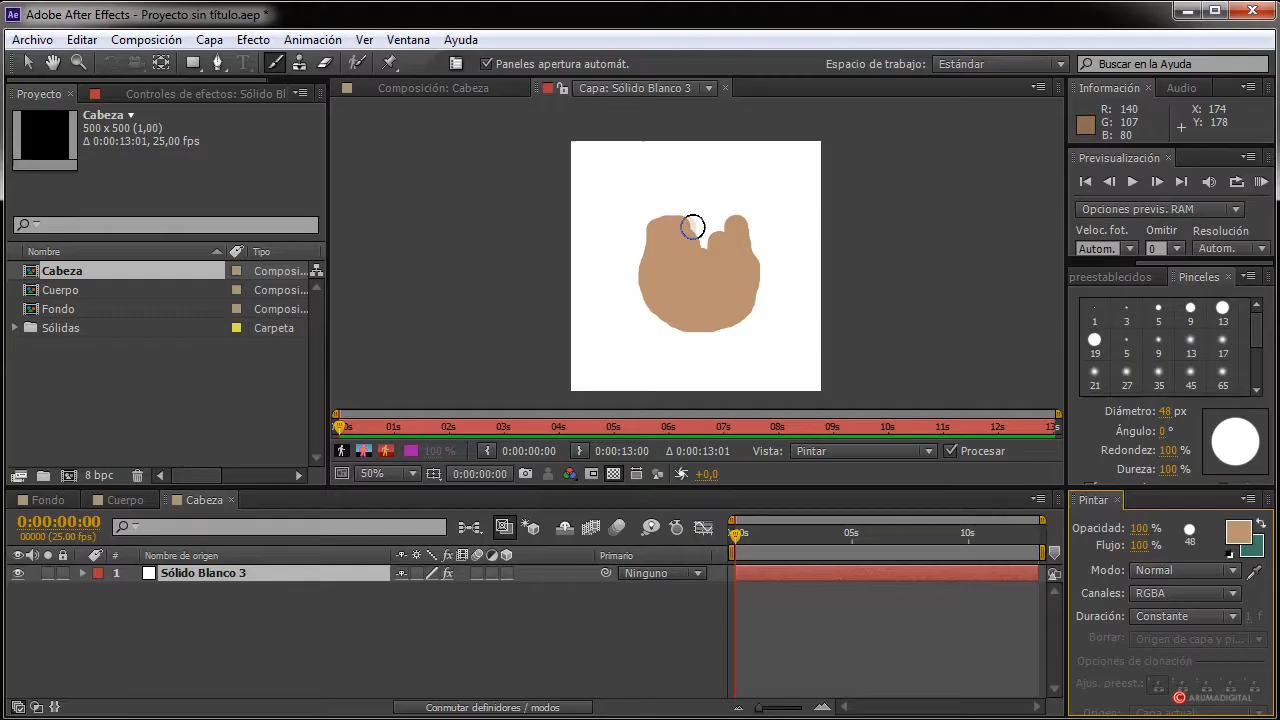 Adobe After Effects - Proyecto sin título.aep *
Archivo Editar Composición Capa Efecto Animación Ver Ventana Ayuda
Paneles apertura automát. Espacio de trabajo: Estándar Buscar en la Ayuda
Proyecto Controles de efectos: Sólido Bl
Composición: Cabeza
Capa: Sólido Blanco 3
Información Audio
Cabeza
500 x 500 (1,00)
Δ 0:00:13:01, 25,00 fps
R: 140 X: 174
G: 107 Y: 178
B: 80
Previsualización
Opciones previs. RAM
Veloc. fot. Omitir Resolución
Autom. 0 Autom.
Nombre Tipo
Cabeza Composi...
Cuerpo Composi...
Fondo Composi...
Sólidas Carpeta
preestablecidos Pinceles
1 3 5 9 13
19 5 9 13 17
21 27 35 45 65
Diámetro: 48 px
Ángulo: 0 °
Redondez: 100 %
Dureza: 100 %
01s 02s 03s 04s 05s 06s 07s 08s 09s 10s 11s 12s 13s
100 % 0:00:00:00 0:00:13:00 Δ 0:00:13:01 Vista: Pintar Procesar
8 bpc
50% 0:00:00:00 +0,0
Fondo Cuerpo Cabeza
0:00:00:00
00000 (25.00 fps)
05s 10s
# Nombre de origen Primario
1 Sólido Blanco 3 Ninguno
Conmutar definidores / modos
Pintar
Opacidad: 100 %
Flujo: 100 %
48
Modo: Normal
Canales: RGBA
Duración: Constante 1 f
Borrar: Origen de capa y pi...
Opciones de clonación
Ajus. preest.:
ARUMADIGITAL
Origen: Capa actual